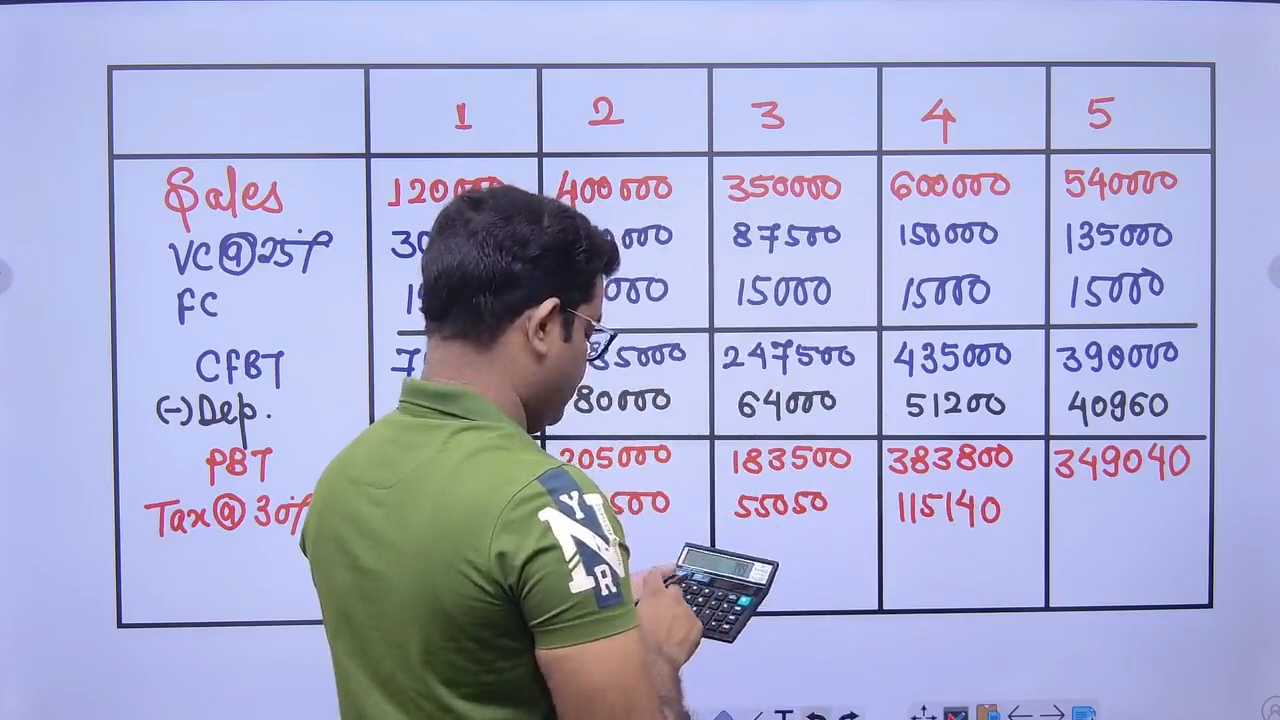 1 2 3 4 5
Sales 120000 400000 350000 600000 540000
VC@25% 87500 150000 135000
FC 15000 15000 15000
CFBT 247500 435000 390000
(-) Dep. 80000 64000 51200 40960
PBT 205000 183500 383800 349040
Tax@30% 55050 115140
Y
N
R